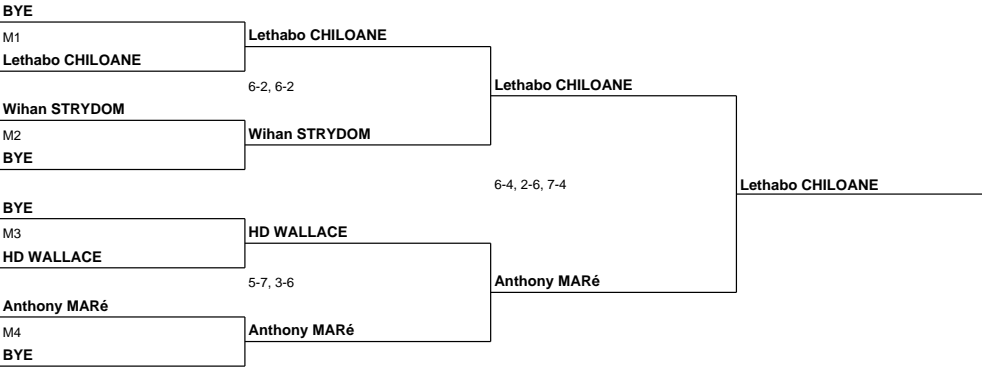 BYE
M1
Lethabo CHILOANE
Wihan STRYDOM
M2
BYE
BYE
M3
HD WALLACE
Anthony MARé
M4
BYE
Lethabo CHILOANE
6-2, 6-2
Wihan STRYDOM
HD WALLACE
5-7, 3-6
Anthony MARé
Lethabo CHILOANE
6-4, 2-6, 7-4
Anthony MARé
Lethabo CHILOANE